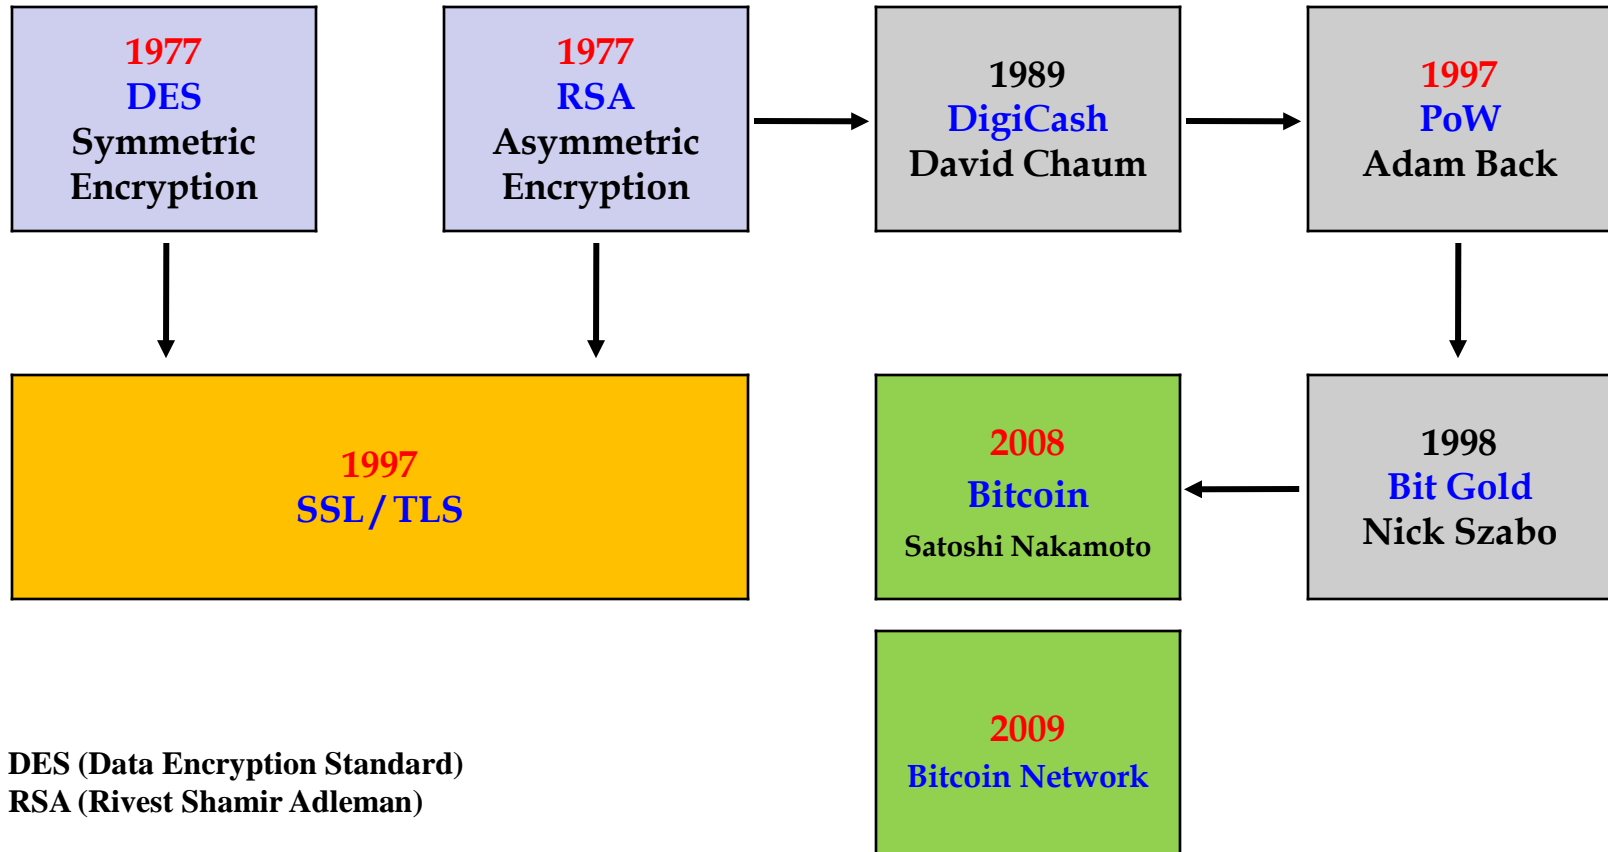 1977
DES
Symmetric
Encryption
1977
RSA
Asymmetric
Encryption
1989
DigiCash
David Chaum
1997
PoW
Adam Back
1997
SSL / TLS
2008
Bitcoin
Satoshi Nakamoto
1998
Bit Gold
Nick Szabo
2009
Bitcoin Network
DES (Data Encryption Standard)
RSA (Rivest Shamir Adleman)